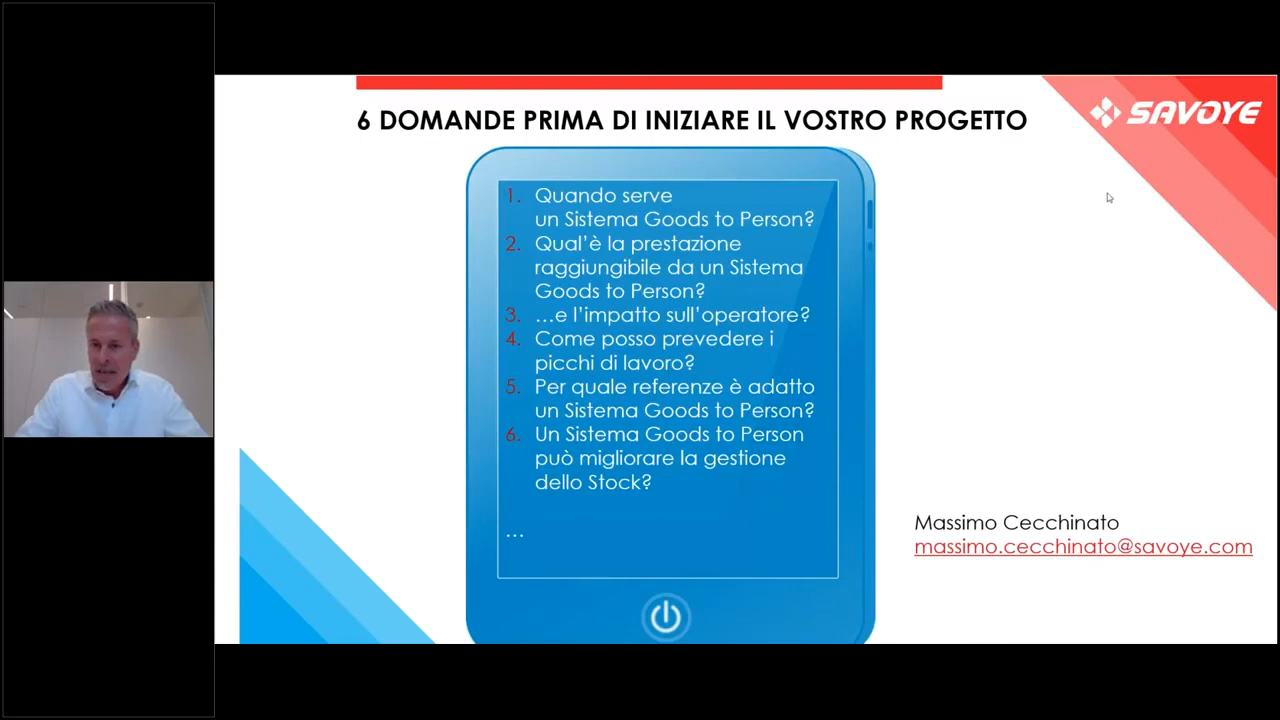 SAVOYE
6 DOMANDE PRIMA DI INIZIARE IL VOSTRO PROGETTO
1. Quando serve
un Sistema Goods to Person?
2. Qual'è la prestazione
raggiungibile da un Sistema
Goods to Person?
3. …e l'impatto sull'operatore?
4. Come posso prevedere i
picchi di lavoro?
5. Per quale referenze è adatto
un Sistema Goods to Person?
6. Un Sistema Goods to Person
può migliorare la gestione
dello Stock?
…
Massimo Cecchinato
massimo.cecchinato@savoye.com